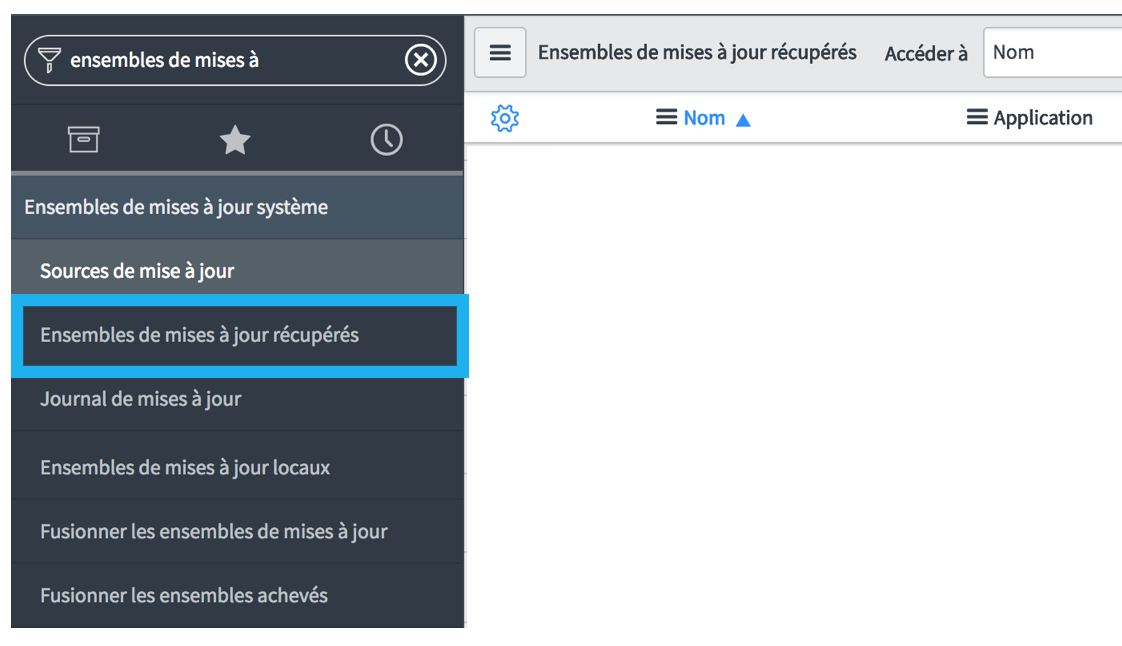 ensembles de mises à
Ensembles de mises à jour système
Sources de mise à jour
Ensembles de mises à jour récupérés
Journal de mises à jour
Ensembles de mises à jour locaux
Fusionner les ensembles de mises à jour
Fusionner les ensembles achevés
Ensembles de mises à jour récupérés Accéder à Nom
Nom Application